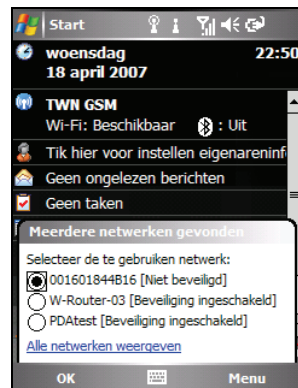 Start
woensdag 22:50
18 april 2007
TWN GSM
Wi-Fi: Beschikbaar : Uit
Tik hier voor instellen eigenareninf
Geen ongelezen berichten
Geen taken
Meerdere netwerken gevonden
Selecteer de te gebruiken netwerk:
001601844B16 [Niet beveiligd]
W-Router-03 [Beveiliging ingeschakeld]
PDAtest [Beveiliging ingeschakeld]
Alle netwerken weergeven
OK Menu